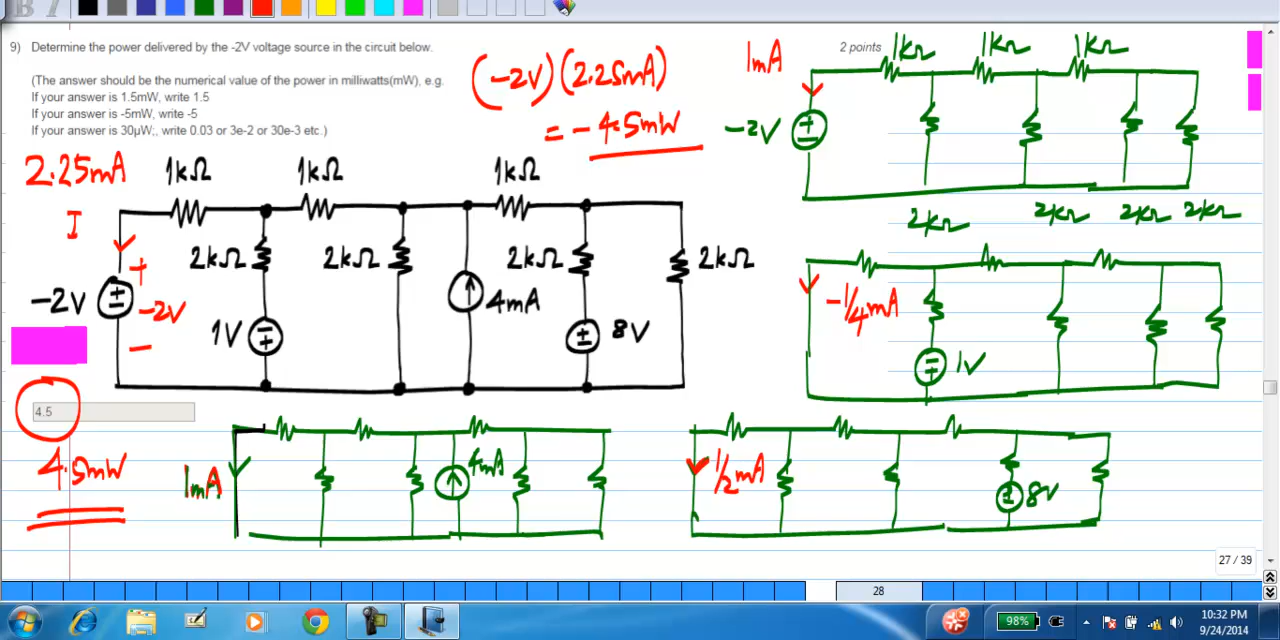 B I
9) Determine the power delivered by the -2V voltage source in the circuit below.
2 points
(The answer should be the numerical value of the power in milliwatts(mW), e.g.
If your answer is 1.5mW, write 1.5
If your answer is -5mW, write -5
If your answer is 30µW;, write 0.03 or 3e-2 or 30e-3 etc.)
(-2V)(2.25mA)
= -4.5mW
1mA
1kΩ 1kΩ 1kΩ
-2V
2kΩ 2kΩ 2kΩ 2kΩ
2.25mA
I
1kΩ 1kΩ 1kΩ
2kΩ 2kΩ 2kΩ 2kΩ
-2V
+
-2V
-
1V
4mA
8V
-1/4mA
1V
4.5
4.5mW
1mA
4mA
1/2mA
8V
27 / 39
28
98%
10:32 PM
9/24/2014